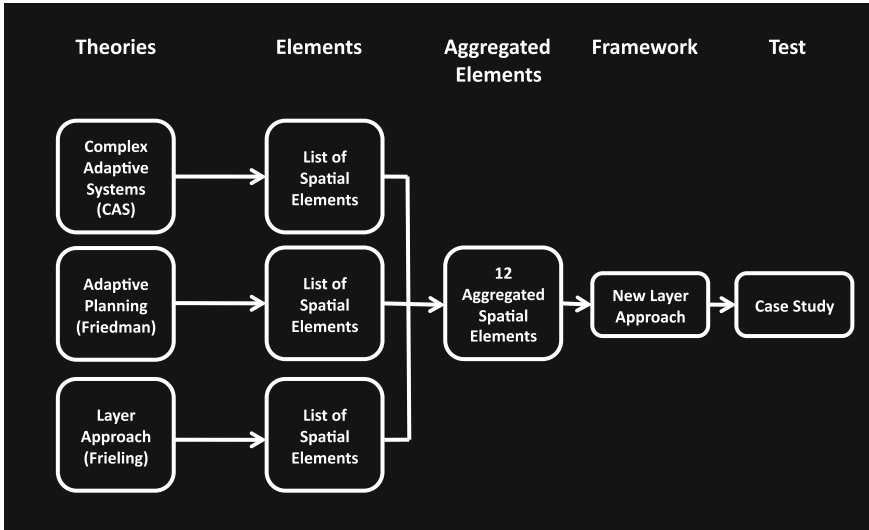 Theories
Elements
Aggregated
Elements
Framework
Test
Complex
Adaptive
Systems
(CAS)
List of
Spatial
Elements
Adaptive
Planning
(Friedman)
List of
Spatial
Elements
12
Aggregated
Spatial
Elements
New Layer
Approach
Case Study
Layer
Approach
(Frieling)
List of
Spatial
Elements